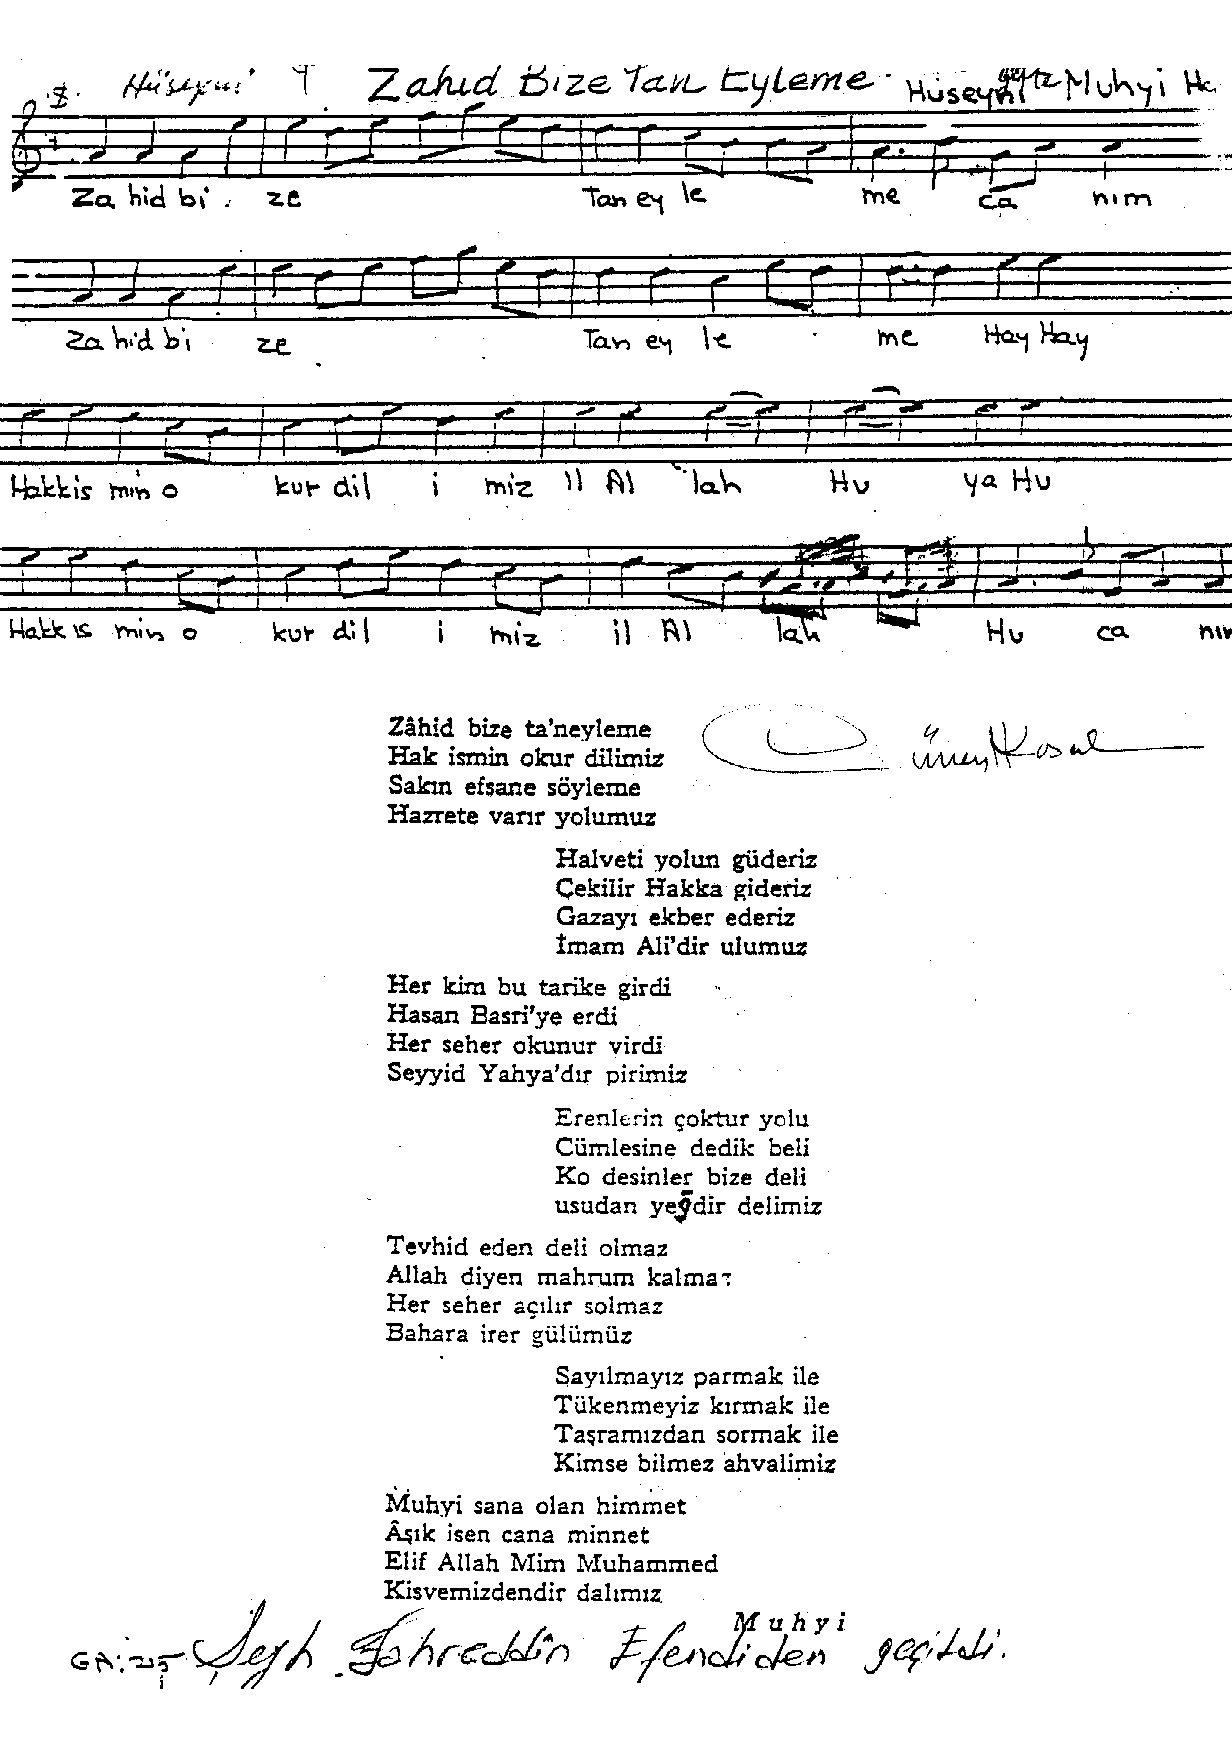 Hüseyni Zahid Bize Tan Eyleme Hüseyni Muhyi
Za hid bi ze Tan ey le me ca nım
Za hid bi ze Tan ey le me Hay Hay
Hakkis min o kur dil i miz il Al lah Hu ya Hu
Hakkıs min o kur dil i miz il Al lah Hu ca
Zâhid bize ta'neyleme
Hak ismin okur dilimiz
Sakın efsane söyleme
Hazrete varır yolumuz
Halveti yolun güderiz
Çekilir Hakka gideriz
Gazayı ekber ederiz
İmam Ali'dir ulumuz
Her kim bu tarike girdi
Hasan Basri'ye erdi
Her seher okunur virdi
Seyyid Yahya'dır pirimiz
Erenlerin çoktur yolu
Cümlesine dedik beli
Ko desinler bize deli
usudan yeğdir delimiz
Tevhid eden deli olmaz
Allah diyen mahrum kalmaz
Her seher açılır solmaz
Bahara irer gülümüz
Sayılmayız parmak ile
Tükenmeyiz kırmak ile
Taşramızdan sormak ile
Kimse bilmez ahvalimiz
Muhyi sana olan himmet
Âşık isen cana minnet
Elif Allah Mim Muhammed
Kisvemizdendir dalımız
Muhyi
Şeyh Fahreddin Efendiden geçildi.